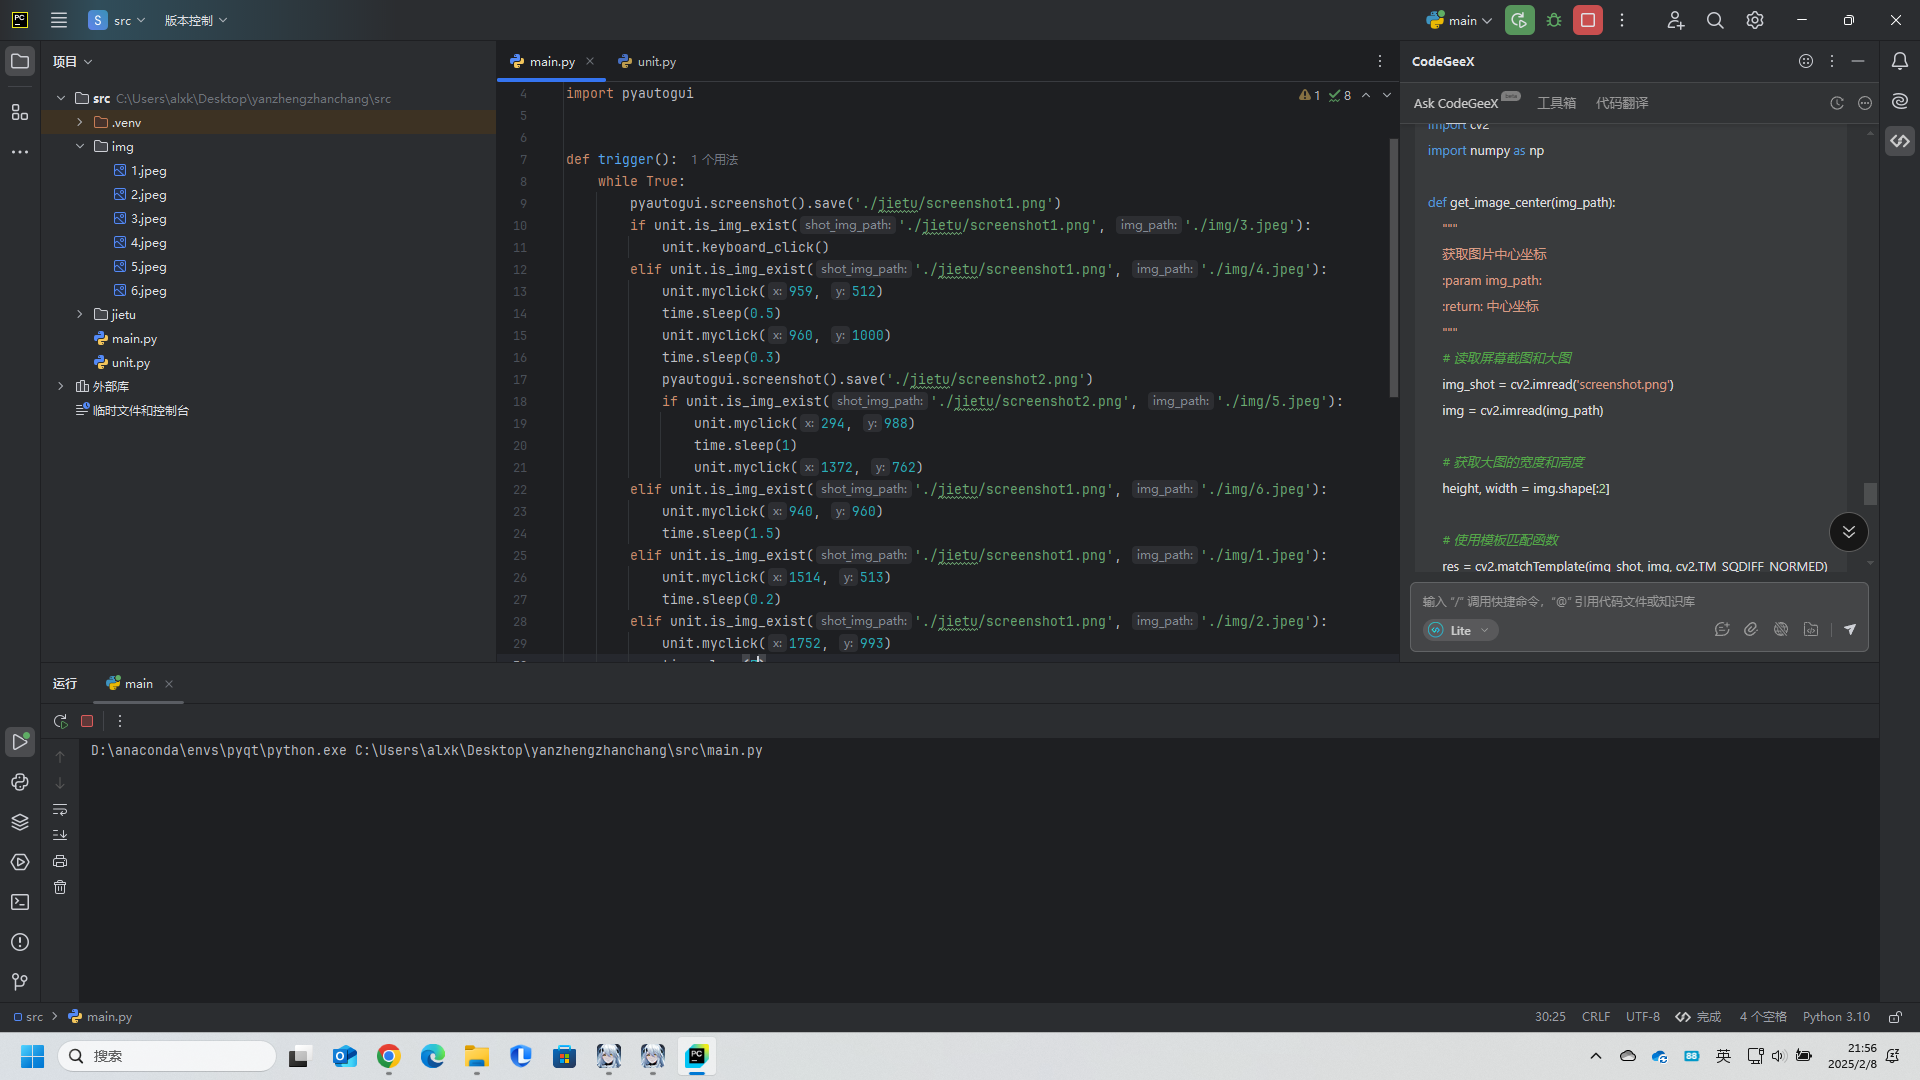 PC
S src
版本控制
main
项目
main.py
unit.py
CodeGeeX
src C:\Users\alxk\Desktop\yanzhengzhanchang\src
.venv
img
1.jpeg
2.jpeg
3.jpeg
4.jpeg
5.jpeg
6.jpeg
jietu
main.py
unit.py
外部库
临时文件和控制台
1 8
4 import pyautogui
5
6
7 def trigger(): 1 个用法
8 while True:
9 pyautogui.screenshot().save('./jietu/screenshot1.png')
10 if unit.is_img_exist( shot_img_path: './jietu/screenshot1.png', img_path: './img/3.jpeg'):
11 unit.keyboard_click()
12 elif unit.is_img_exist( shot_img_path: './jietu/screenshot1.png', img_path: './img/4.jpeg'):
13 unit.myclick( x: 959, y: 512)
14 time.sleep(0.5)
15 unit.myclick( x: 960, y: 1000)
16 time.sleep(0.3)
17 pyautogui.screenshot().save('./jietu/screenshot2.png')
18 if unit.is_img_exist( shot_img_path: './jietu/screenshot2.png', img_path: './img/5.jpeg'):
19 unit.myclick( x: 294, y: 988)
20 time.sleep(1)
21 unit.myclick( x: 1372, y: 762)
22 elif unit.is_img_exist( shot_img_path: './jietu/screenshot1.png', img_path: './img/6.jpeg'):
23 unit.myclick( x: 940, y: 960)
24 time.sleep(1.5)
25 elif unit.is_img_exist( shot_img_path: './jietu/screenshot1.png', img_path: './img/1.jpeg'):
26 unit.myclick( x: 1514, y: 513)
27 time.sleep(0.2)
28 elif unit.is_img_exist( shot_img_path: './jietu/screenshot1.png', img_path: './img/2.jpeg'):
29 unit.myclick( x: 1752, y: 993)
Ask CodeGeeX beta 工具箱 代码翻译
import cv2
import numpy as np
def get_image_center(img_path):
"""
获取图片中心坐标
:param img_path:
:return: 中心坐标
"""
# 读取屏幕截图和大图
img_shot = cv2.imread('screenshot.png')
img = cv2.imread(img_path)
# 获取大图的宽度和高度
height, width = img.shape[:2]
# 使用模板匹配函数
res = cv2.matchTemplate(img_shot, img, cv2.TM_SQDIFF_NORMED)
输入 "/" 调用快捷命令，"@" 引用代码文件或知识库
Lite
运行
main
D:\anaconda\envs\pyqt\python.exe C:\Users\alxk\Desktop\yanzhengzhanchang\src\main.py
src
main.py
30:25 CRLF UTF-8 完成 4 个空格 Python 3.10
搜索
PC
88
英
21:56
2025/2/8